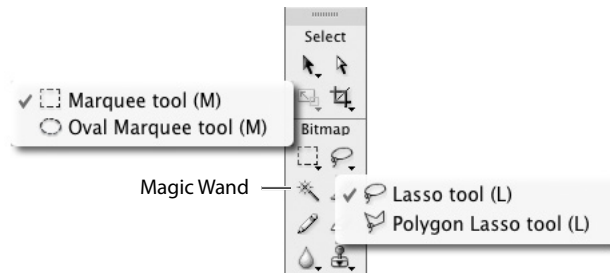 Select
Marquee tool (M)
Oval Marquee tool (M)
Bitmap
Magic Wand
Lasso tool (L)
Polygon Lasso tool (L)